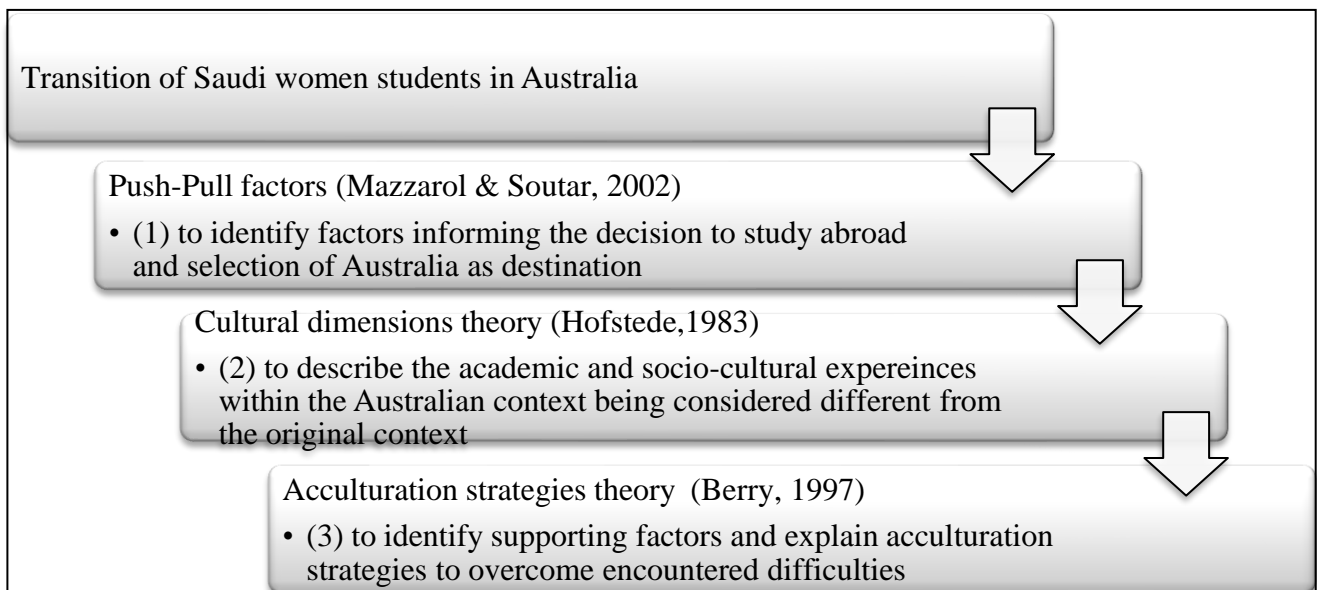 Transition of Saudi women students in Australia
Push-Pull factors (Mazzarol & Soutar, 2002)
• (1) to identify factors informing the decision to study abroad
and selection of Australia as destination
Cultural dimensions theory (Hofstede,1983)
• (2) to describe the academic and socio-cultural expereinces
within the Australian context being considered different from
the original context
Acculturation strategies theory (Berry, 1997)
• (3) to identify supporting factors and explain acculturation
strategies to overcome encountered difficulties